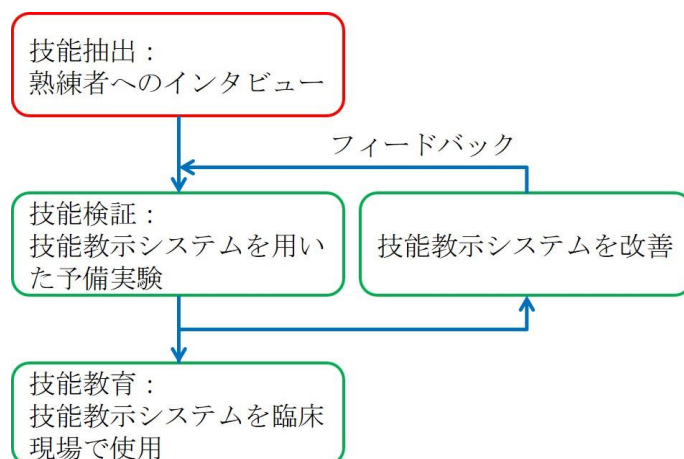 技能抽出：
熟練者へのインタビュー
フィードバック
技能検証：
技能教示システムを用い
た予備実験
技能教示システムを改善
技能教育：
技能教示システムを臨床
現場で使用